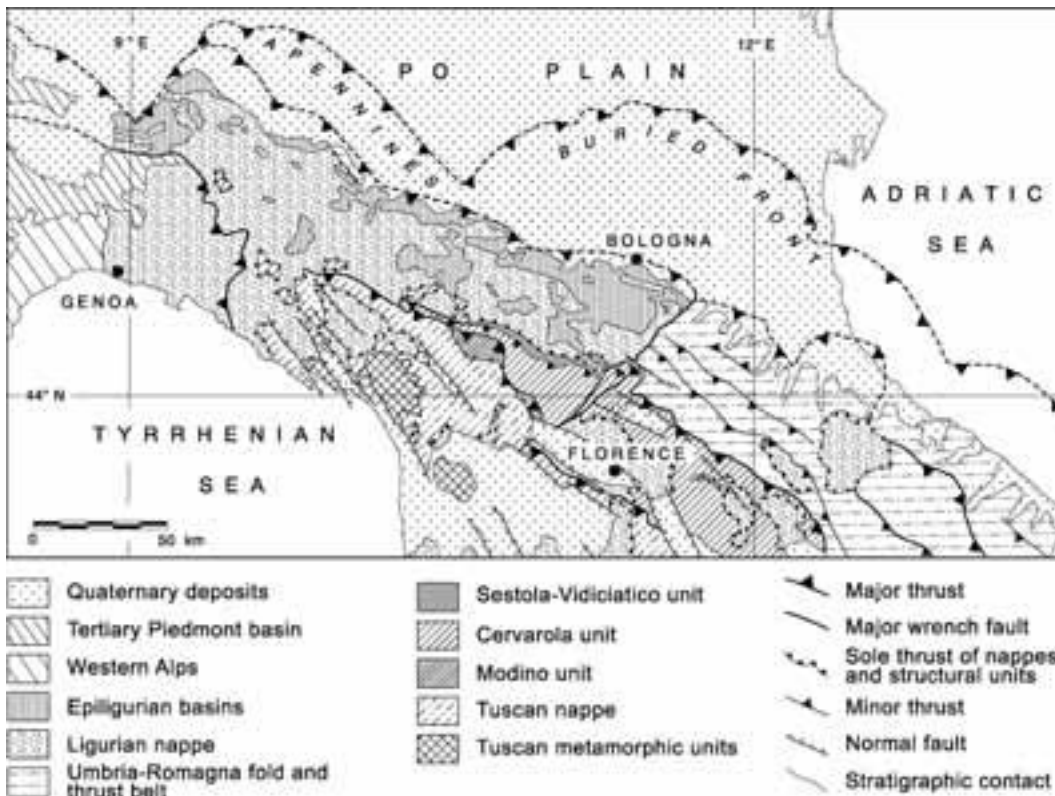 9° E
12° E
APENNINES
PO PLAIN
BURIED FRONT
ADRIATIC
SEA
BOLOGNA
GENOA
44° N
TYRRHENIAN
SEA
FLORENCE
0 50 km
Quaternary deposits
Tertiary Piedmont basin
Western Alps
Epiligurian basins
Ligurian nappe
Umbria-Romagna fold and
thrust belt
Sestola-Vidiciatico unit
Cervarola unit
Modino unit
Tuscan nappe
Tuscan metamorphic units
Major thrust
Major wrench fault
Sole thrust of nappes
and structural units
Minor thrust
Normal fault
Stratigraphic contact